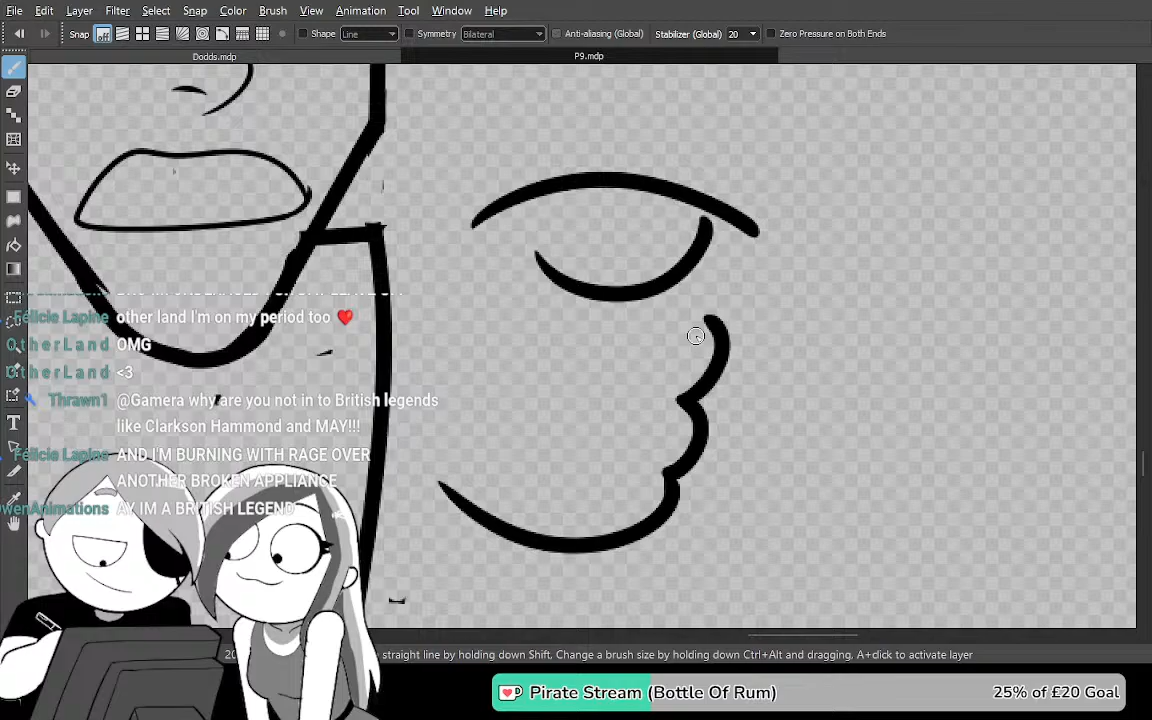 File Edit Layer Filter Select Snap Color Brush View Animation Tool Window Help
Snap off Shape Line Symmetry Bilateral Anti-aliasing (Global) Stabilizer (Global) 20 Zero Pressure on Both Ends
Dodds.mdp P9.mdp
Félicie Lapine other land I'm on my period too ❤️
OtherLand OMG
OtherLand <3
Thrawn1 @Gamera why are you not in to British legends
like Clarkson Hammond and MAY!!!
Félicie Lapine AND I'M BURNING WITH RAGE OVER
ANOTHER BROKEN APPLIANCE
wenAnimations AY IM A BRITISH LEGEND
straight line by holding down Shift. Change a brush size by holding down Ctrl+Alt and dragging, A+click to activate layer
Pirate Stream (Bottle Of Rum) 25% of £20 Goal